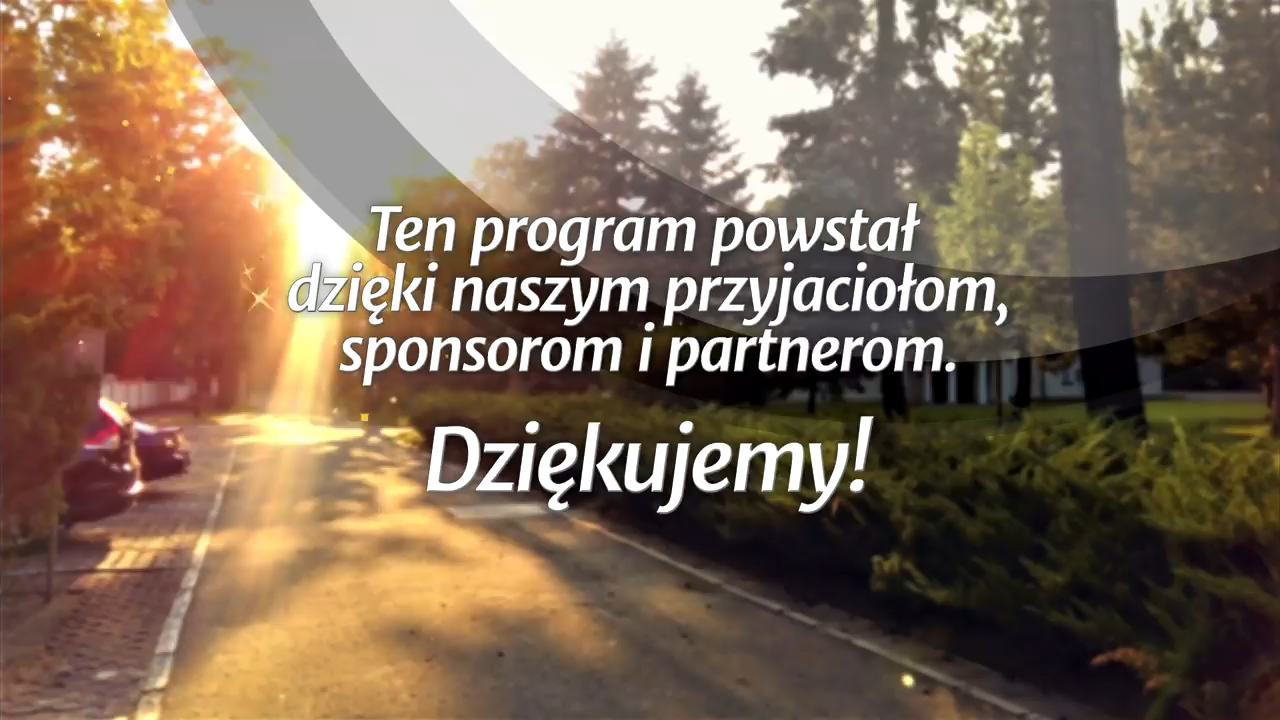 Ten program powstał
dzięki naszym przyjaciołom,
sponsorom i partnerom.
Dziękujemy!